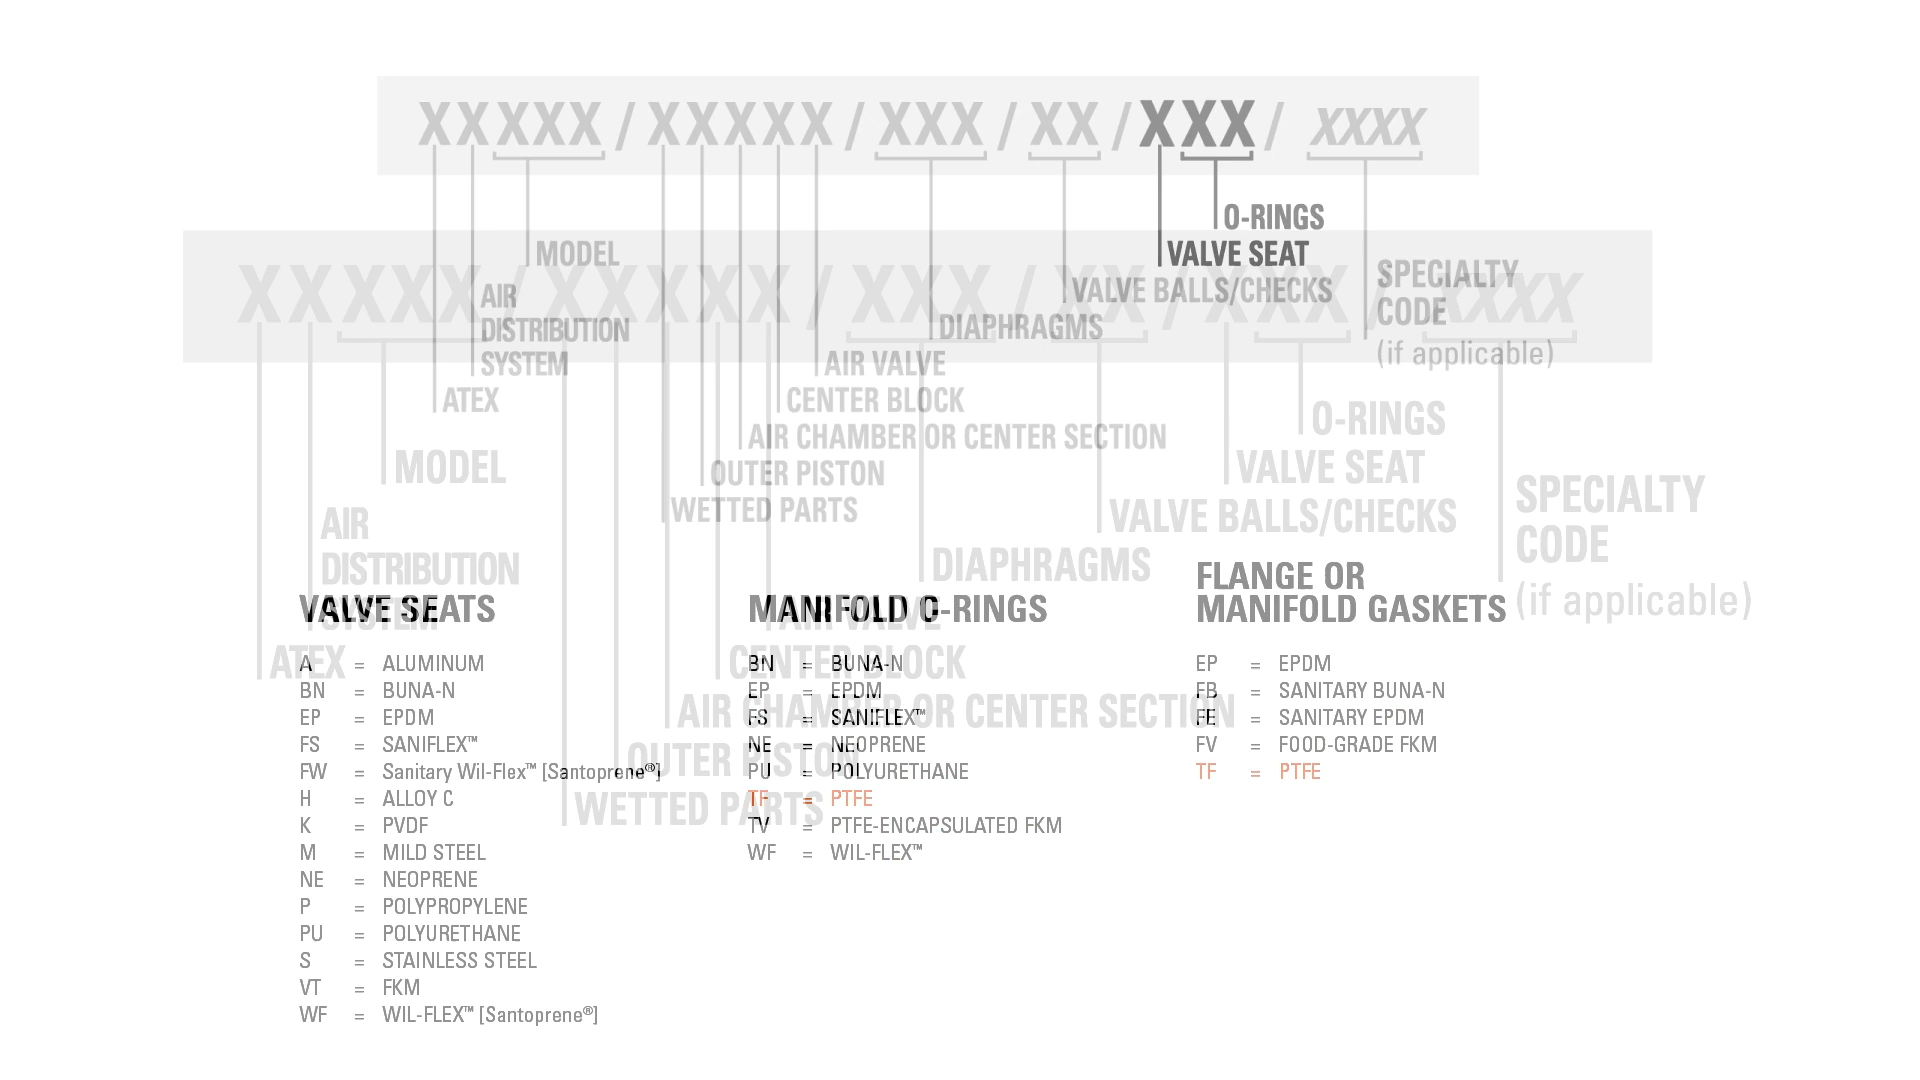 XXXXX / XXXXX / XXX / XX / XXX / XXXX
O-RINGS
VALVE SEAT
MODEL
VALVE BALLS/CHECKS
SPECIALTY
CODE
(if applicable)
AIR
DISTRIBUTION
SYSTEM
DIAPHRAGMS
AIR VALVE
ATEX
CENTER BLOCK
AIR CHAMBER OR CENTER SECTION
OUTER PISTON
WETTED PARTS
XXXXX / XXXXX / XXX / XX / XXX / XXXX
O-RINGS
MODEL
VALVE SEAT
VALVE BALLS/CHECKS
SPECIALTY
CODE
(if applicable)
AIR
DISTRIBUTION
SYSTEM
DIAPHRAGMS
AIR VALVE
ATEX
CENTER BLOCK
AIR CHAMBER OR CENTER SECTION
OUTER PISTON
WETTED PARTS
VALVE SEATS
A = ALUMINUM
BN = BUNA-N
EP = EPDM
FS = SANIFLEX™
FW = Sanitary Wil-Flex™ [Santoprene®]
H = ALLOY C
K = PVDF
M = MILD STEEL
NE = NEOPRENE
P = POLYPROPYLENE
PU = POLYURETHANE
S = STAINLESS STEEL
VT = FKM
WF = WIL-FLEX™ [Santoprene®]
MANIFOLD O-RINGS
BN = BUNA-N
EP = EPDM
FS = SANIFLEX™
NE = NEOPRENE
PU = POLYURETHANE
TF = PTFE
TV = PTFE-ENCAPSULATED FKM
WF = WIL-FLEX™
FLANGE OR
MANIFOLD GASKETS
EP = EPDM
FB = SANITARY BUNA-N
FE = SANITARY EPDM
FV = FOOD-GRADE FKM
TF = PTFE